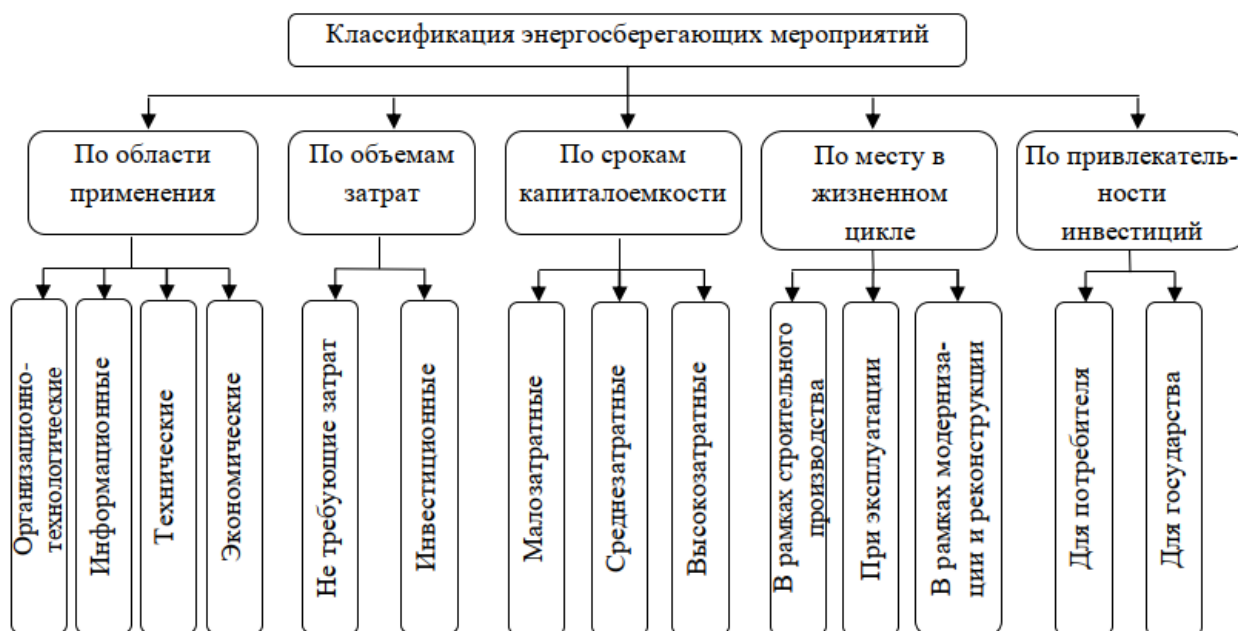 Классификация энергосберегающих мероприятий
По области
применения
По объемам
затрат
По срокам
капиталоемкости
По месту в
жизненном
цикле
По привлекатель-
ности
инвестиций
Организационно-
технологические
Информационные
Технические
Экономические
Не требующие затрат
Инвестиционные
Малозатратные
Среднезатратные
Высокозатратные
В рамках строительного
производства
При эксплуатации
В рамках модерниза-
ции и реконструкции
Для потребителя
Для государства